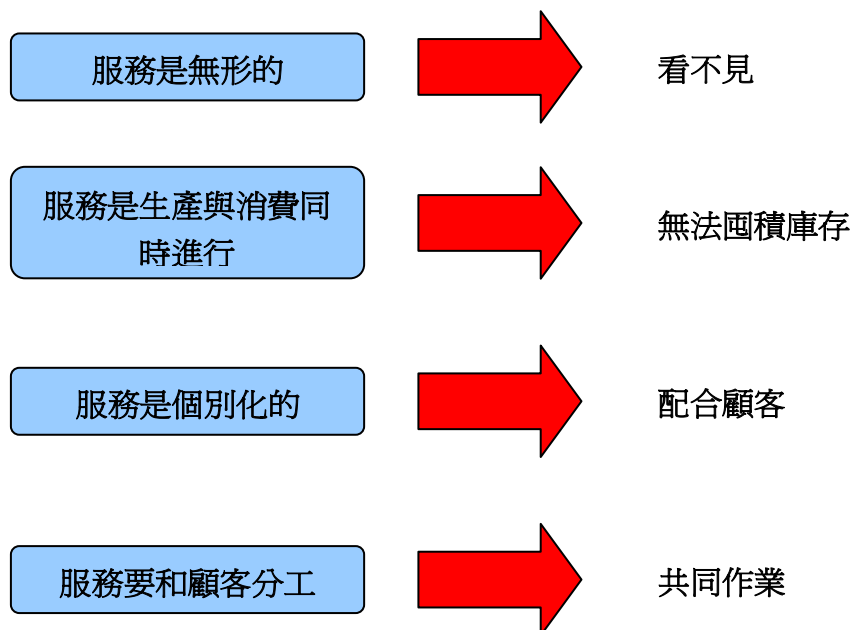 服務是無形的
看不見
服務是生產與消費同
時進行
無法囤積庫存
服務是個別化的
配合顧客
服務要和顧客分工
共同作業